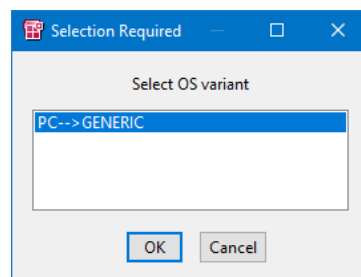 Selection Required
Select OS variant
PC-->GENERIC
OK
Cancel